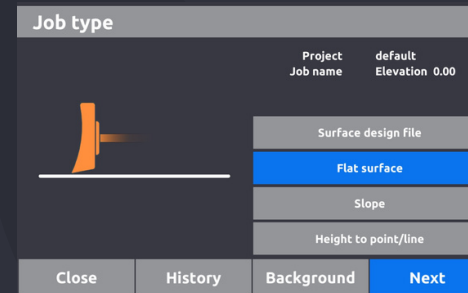 Job type
Project default
Job name Elevation 0.00
Surface design file
Flat surface
Slope
Height to point/line
Close History Background Next